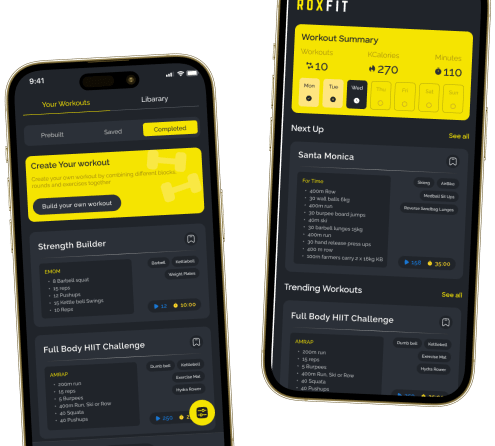 9:41
Your Workouts
Libarary
Prebuilt
Saved
Completed
Create Your workout
Create your own workout by combining different blocks,
rounds and exercises together
Build your own workout
Strength Builder
EMOM
8 Barbell squat
15 reps
12 Pushups
15 Kettle bell Swings
10 Reps
Barbell
Kettlebell
Weight Plates
12
10:00
Full Body HIIT Challenge
AMRAP
200m run
15 reps
5 Burpees
400m Run, Ski or Row
40 Squats
40 Pushups
Dumb bell
Kettlebell
Exercise Mat
Hydra Rower
250
ROXFIT
Workout Summary
Workouts
10
KCalories
270
Minutes
110
Mon
Tue
Wed
Thu
Fri
Sat
Sun
Next Up
See all
Santa Monica
For Time
400m Row
30 wall balls 6kg
400m run
30 burpee board jumps
40m ski
30 barbell lunges 25kg
400m run
30 hand release press ups
400 m row
100m farmers carry 2 x 16kg KB
Skierg
AirBike
Medball Sit Ups
Reverse Sandbag Lunges
158
35:00
Trending Workouts
See all
Full Body HIIT Challenge
AMRAP
200m run
15 reps
5 Burpees
400m Run, Ski or Row
40 Squats
40 Pushups
Dumb bell
Kettlebell
Exercise Mat
Hydra Rower